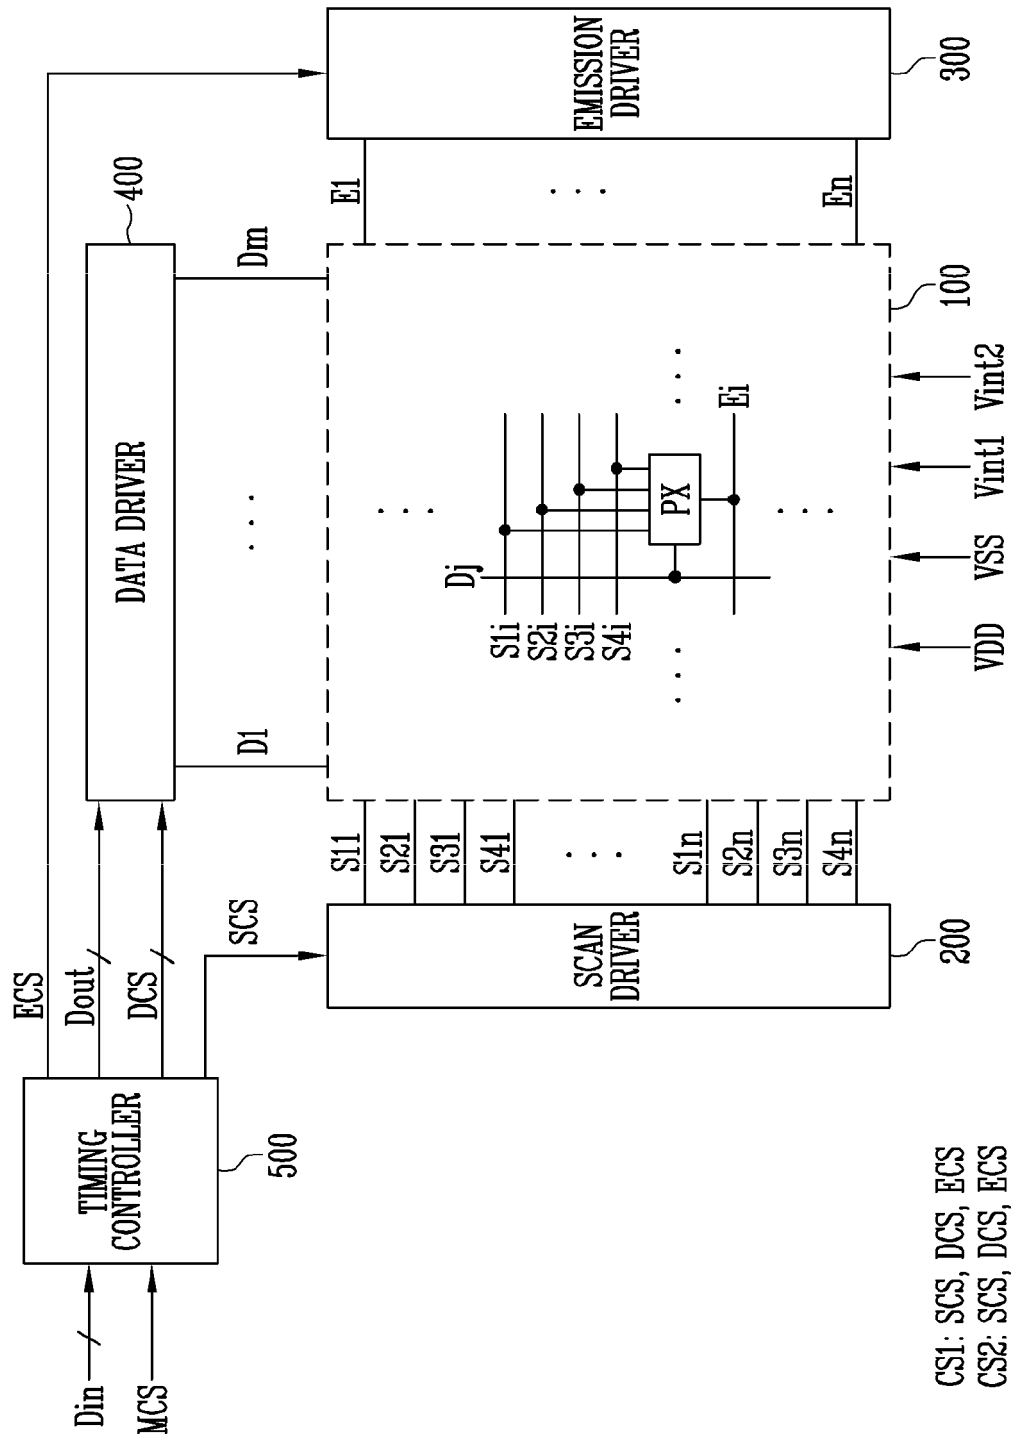 Din
MCS
TIMING
CONTROLLER
500
ECS
Dout
DCS
SCS
DATA DRIVER
400
D1
. . .
Dm
SCAN
DRIVER
200
S11
S21
S31
S41
. . .
S1n
S2n
S3n
S4n
Dj
S1i
S2i
S3i
S4i
PX
Ei
. . .
. . .
. . .
. . .
100
E1
. . .
En
EMISSION
DRIVER
300
VDD
VSS
Vint1
Vint2
CS1: SCS, DCS, ECS
CS2: SCS, DCS, ECS